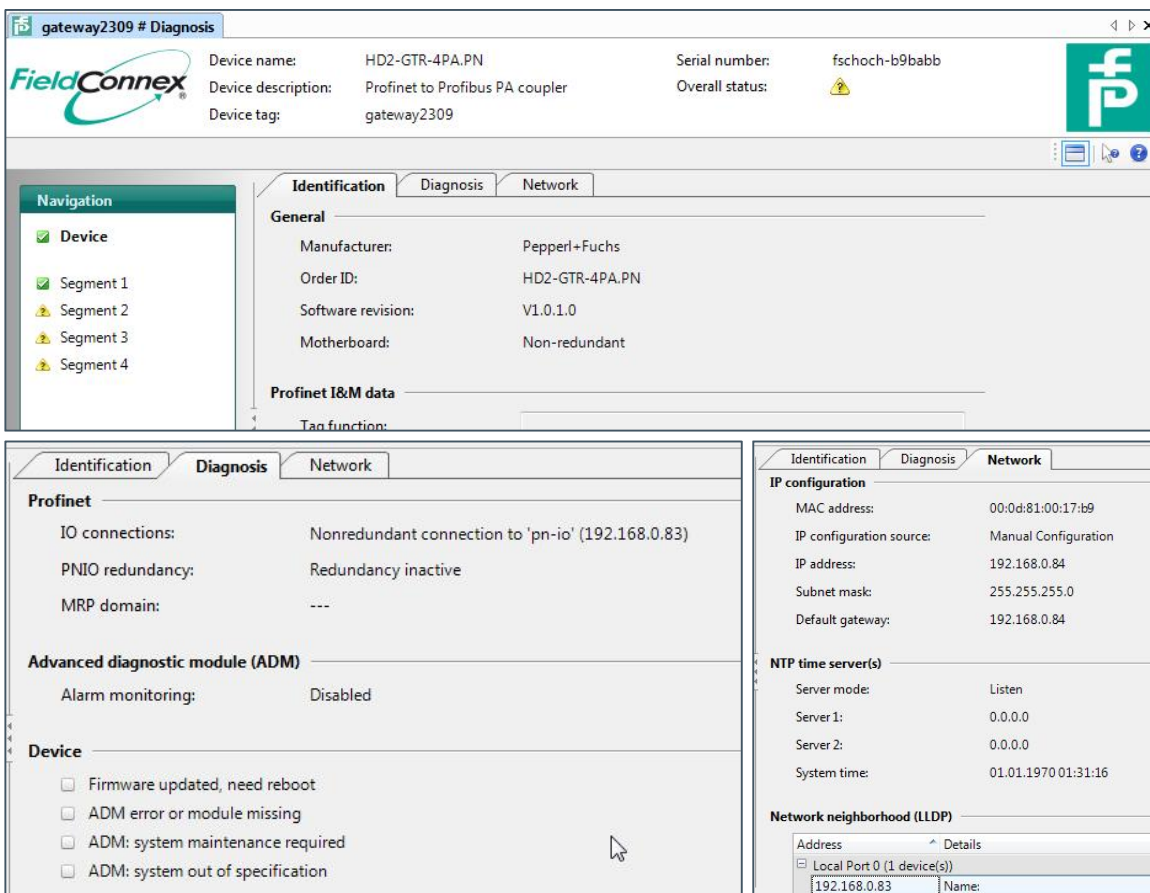 gateway2309 # Diagnosis
FieldConnex®
Device name: HD2-GTR-4PA.PN Serial number: fschoch-b9babb
Device description: Profinet to Profibus PA coupler Overall status:
Device tag: gateway2309
Navigation
Device
Segment 1
Segment 2
Segment 3
Segment 4
Identification Diagnosis Network
General
Manufacturer: Pepperl+Fuchs
Order ID: HD2-GTR-4PA.PN
Software revision: V1.0.1.0
Motherboard: Non-redundant
Profinet I&M data
Tag function:
Identification Diagnosis Network
Profinet
IO connections: Nonredundant connection to 'pn-io' (192.168.0.83)
PNIO redundancy: Redundancy inactive
MRP domain: ---
Advanced diagnostic module (ADM)
Alarm monitoring: Disabled
Device
Firmware updated, need reboot
ADM error or module missing
ADM: system maintenance required
ADM: system out of specification
Identification Diagnosis Network
IP configuration
MAC address: 00:0d:81:00:17:b9
IP configuration source: Manual Configuration
IP address: 192.168.0.84
Subnet mask: 255.255.255.0
Default gateway: 192.168.0.84
NTP time server(s)
Server mode: Listen
Server 1: 0.0.0.0
Server 2: 0.0.0.0
System time: 01.01.1970 01:31:16
Network neighborhood (LLDP)
Address Details
Local Port 0 (1 device(s))
192.168.0.83 Name: